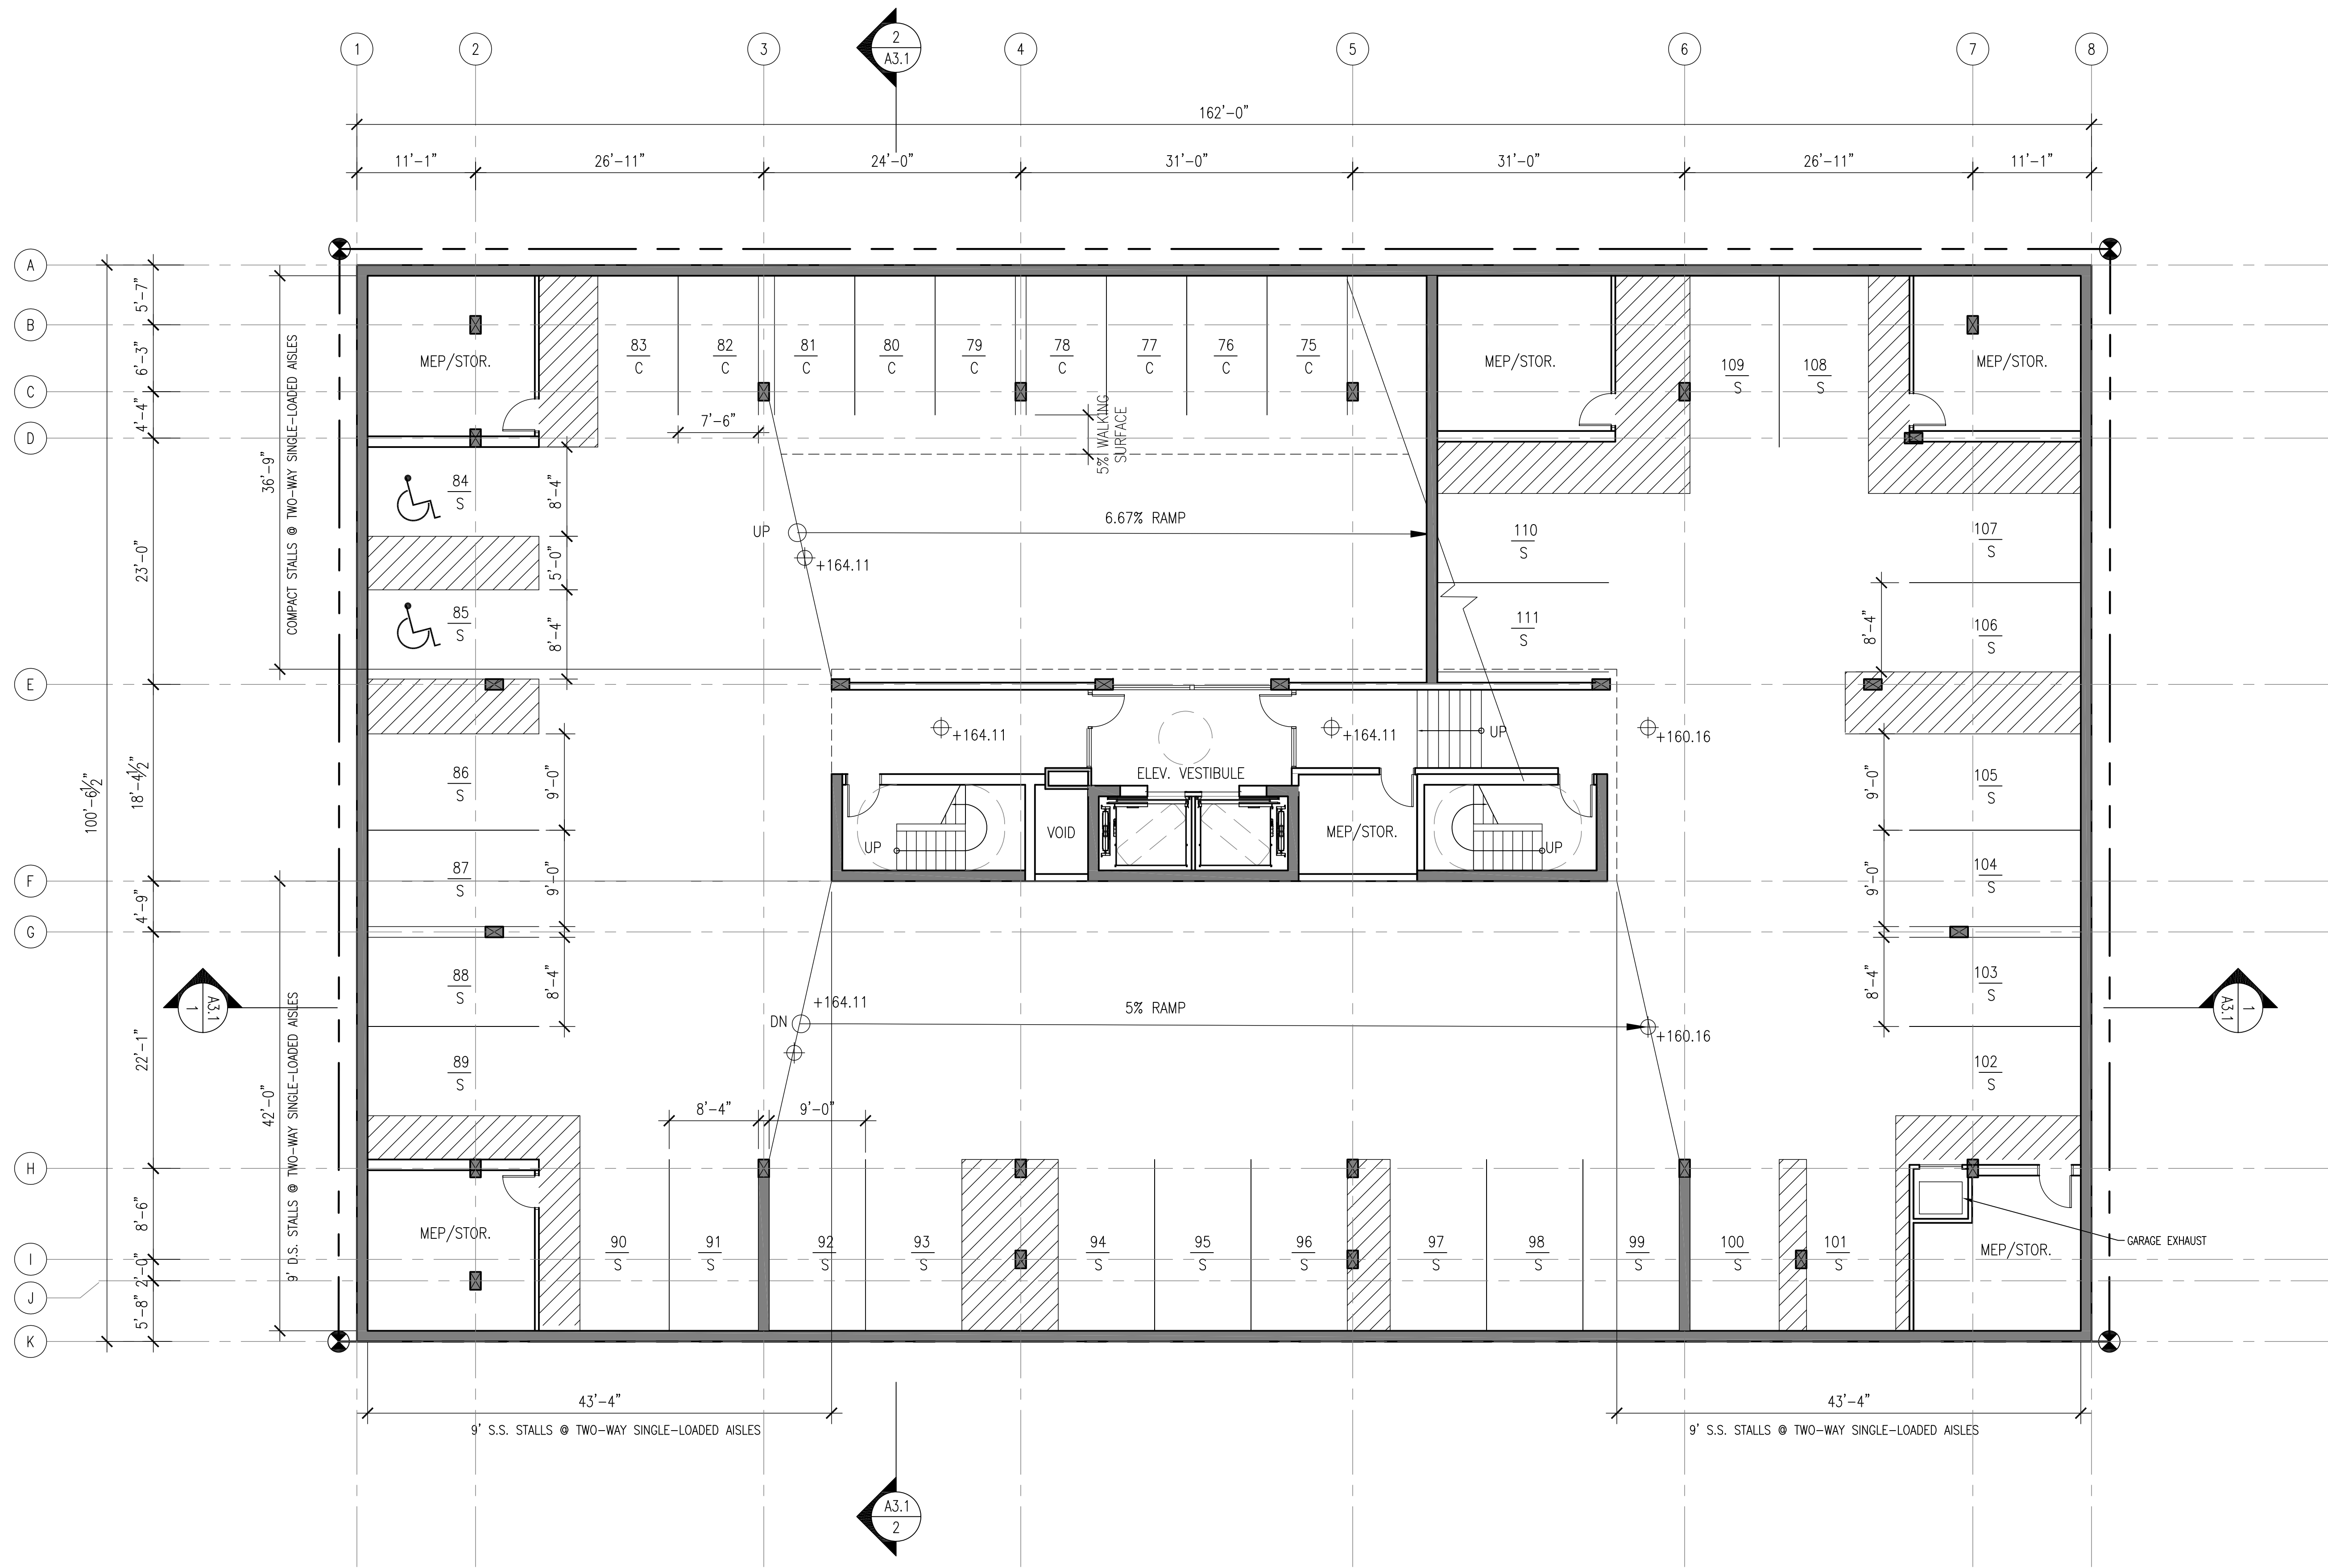 1 2 3 4 5 6 7 8
2
A3.1
162'-0"
11'-1" 26'-11" 24'-0" 31'-0" 31'-0" 26'-11" 11'-1"
A
B
C
D
E
F
G
H
I
J
K
5'-7"
6'-3"
4'-4"
23'-0"
18'-4½"
4'-9"
22'-1"
8'-6"
2'-0"
5'-8"
100'-6½"
36'-9"
COMPACT STALLS @ TWO-WAY SINGLE-LOADED AISLES
42'-0"
9' D.S. STALLS @ TWO-WAY SINGLE-LOADED AISLES
MEP/STOR.
83 C
82 C
81 C
80 C
79 C
78 C
77 C
76 C
75 C
MEP/STOR.
109 S
108 S
MEP/STOR.
7'-6"
5% WALKING
SURFACE
84 S
8'-4"
5'-0"
85 S
8'-4"
UP
6.67% RAMP
+164.11
110 S
107 S
111 S
106 S
8'-4"
+164.11
+164.11
UP
+160.16
ELEV. VESTIBULE
86 S
9'-0"
105 S
9'-0"
UP
VOID
MEP/STOR.
UP
87 S
9'-0"
104 S
9'-0"
88 S
8'-4"
103 S
8'-4"
A3.1
1
1
A3.1
+164.11
DN
5% RAMP
+160.16
89 S
102 S
8'-4"
9'-0"
MEP/STOR.
90 S
91 S
92 S
93 S
94 S
95 S
96 S
97 S
98 S
99 S
100 S
101 S
MEP/STOR.
GARAGE EXHAUST
43'-4"
9' S.S. STALLS @ TWO-WAY SINGLE-LOADED AISLES
43'-4"
9' S.S. STALLS @ TWO-WAY SINGLE-LOADED AISLES
A3.1
2